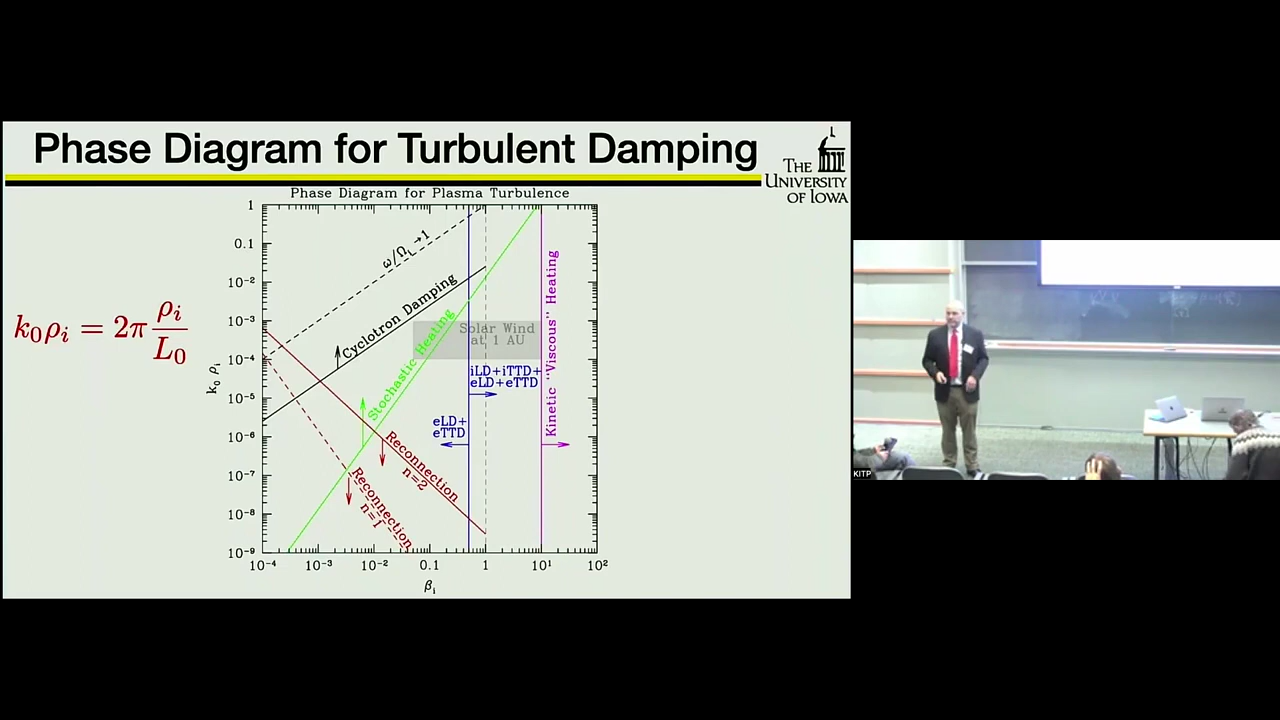 Phase Diagram for Turbulent Damping
THE
UNIVERSITY
OF IOWA
Phase Diagram for Plasma Turbulence
k₀ρᵢ = 2π ρᵢ/L₀
1
0.1
10⁻²
10⁻³
10⁻⁴
10⁻⁵
10⁻⁶
10⁻⁷
10⁻⁸
10⁻⁹
k₀ ρᵢ
ω/Ωᵢ→1
Cyclotron Damping
Stochastic Heating
Solar Wind
at 1 AU
iLD+iTTD+
eLD+eTTD
eLD+
eTTD
Kinetic "Viscous" Heating
Reconnection
n=2
Reconnection
n=1
10⁻⁴ 10⁻³ 10⁻² 0.1 1 10¹ 10²
βᵢ
KITP